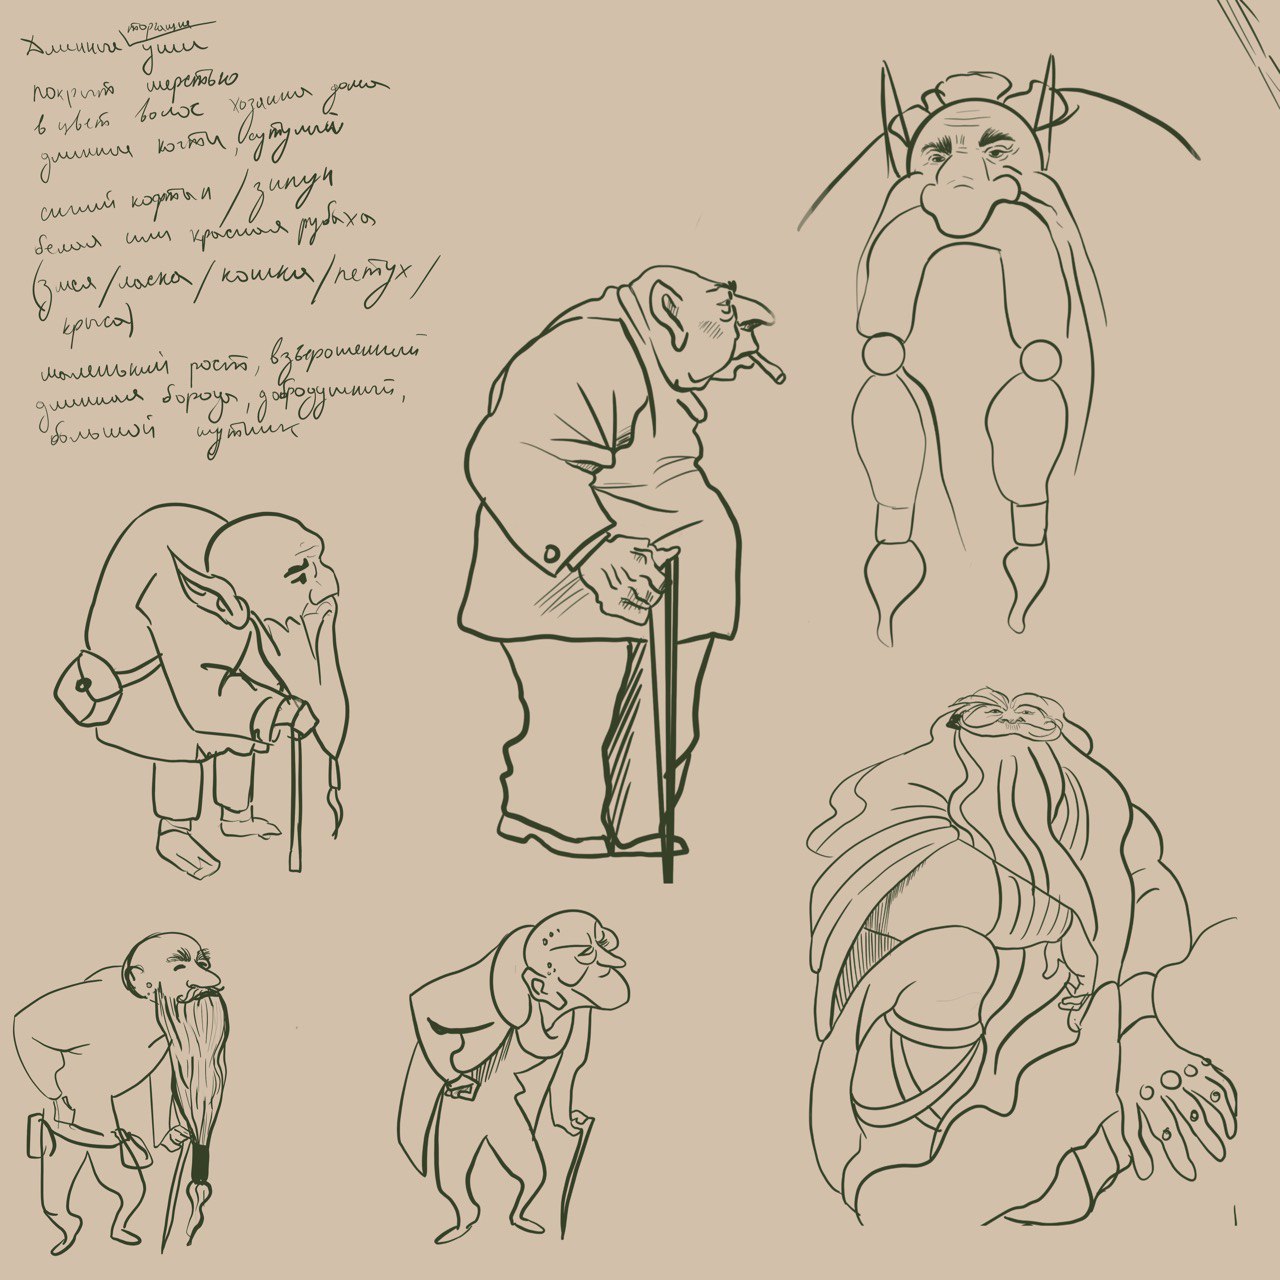 длинные торчащие уши
покрыт шерстью
в цвет волос хозяина дома
длинные когти, сутулый
синий кафтан / зипун
белая или красная рубаха
(змея/ласка/кошка/петух/
крыса)
маленький рост, взъерошенный
длинная борода, добродушный,
большой шутник